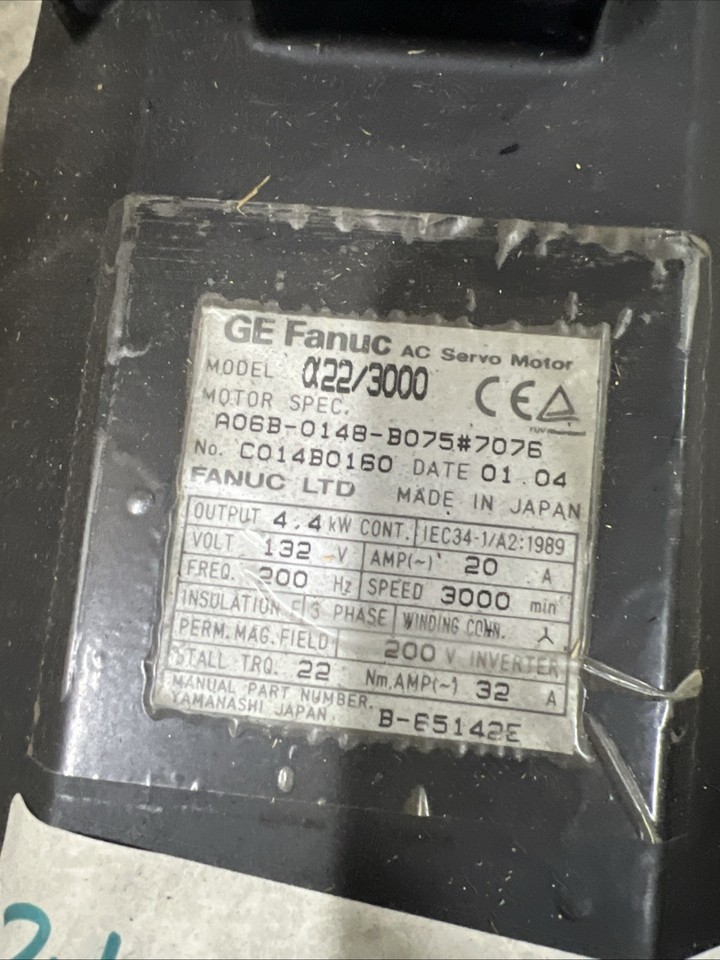 GE Fanuc AC Servo Motor
MODEL α22/3000
CE
MOTOR SPEC.
A06B-0148-B075#7076
No. C014B0160 DATE 01.04
FANUC LTD MADE IN JAPAN
OUTPUT 4.4 kW CONT. IEC34-1/A2:1989
VOLT. 132 V AMP(~) 20 A
FREQ. 200 Hz SPEED 3000 min
INSULATION F 3 PHASE WINDING CONN.
PERM.MAG.FIELD 200 V INVERTER
STALL TRQ. 22 Nm,AMP(~) 32 A
MANUAL PART NUMBER.
YAMANASHI JAPAN. B-65142E